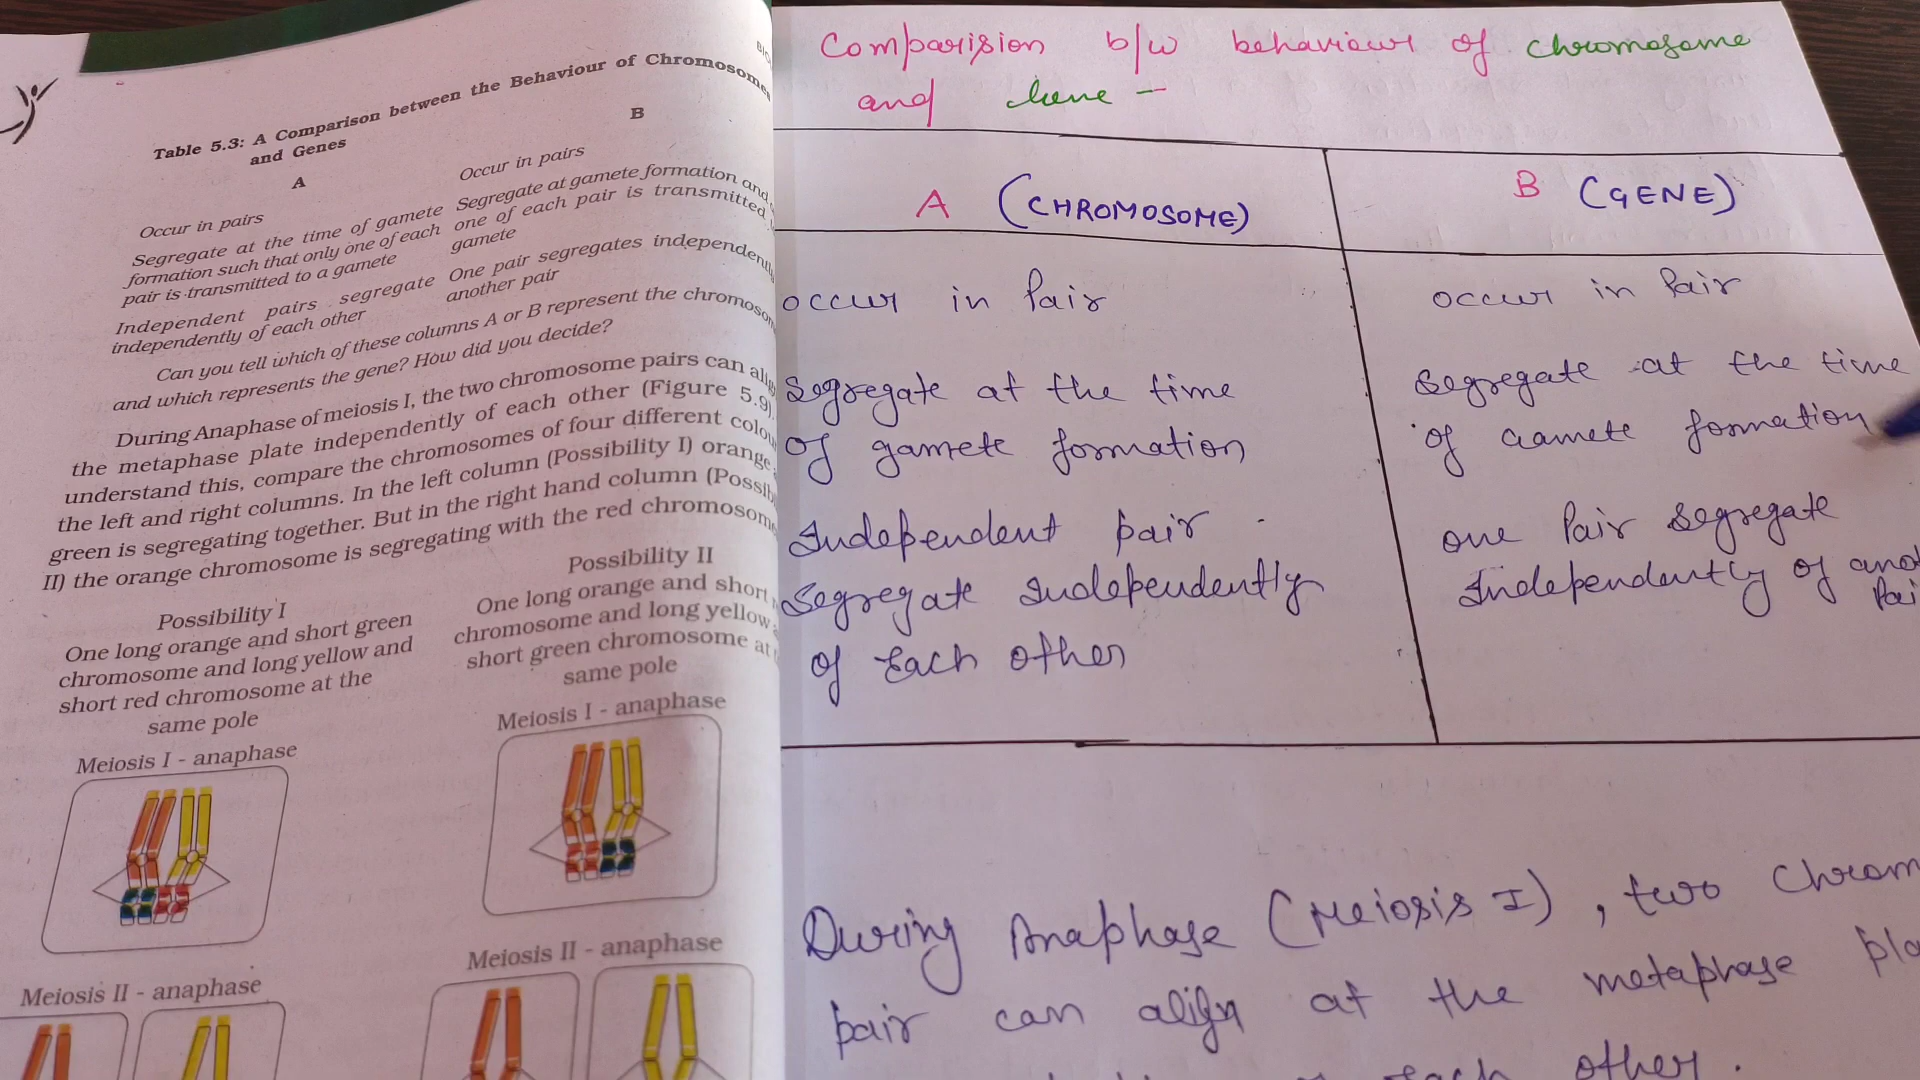 Table 5.3: A Comparison between the Behaviour of Chromosomes
and Genes
A
B
Occur in pairs
Occur in pairs
Segregate at the time of gamete
formation such that only one of each
pair is transmitted to a gamete
Segregate at gamete formation and
one of each pair is transmitted
gamete
Independent pairs segregate
independently of each other
One pair segregates independently
another pair
Can you tell which of these columns A or B represent the
and which represents the gene? How did you decide?
During Anaphase of meiosis I, the two chromosome pairs can
the metaphase plate independently of each other (Figure 5.9)
understand this, compare the chromosomes of four different
the left and right columns. In the left column (Possibility I) orange
green is segregating together. But in the right hand column
II) the orange chromosome is segregating with the red
Possibility I
One long orange and short green
chromosome and long yellow and
short red chromosome at the
same pole
Meiosis I - anaphase
Meiosis II - anaphase
Possibility II
One long orange and short
chromosome and long yellow
short green chromosome at
same pole
Meiosis I - anaphase
Meiosis II - anaphase
Comparision b/w behaviour of chromosome
and Gene -
A (CHROMOSOME)
B (GENE)
occur in Pair
occur in Pair
Segregate at the time
of gamete formation
Segregate at the time
of Gamete formation
Independent pair
Segregate Independently
of Each other
one Pair Segregate
Independently of
During Anaphase (Meiosis I), two
pair can align at the metaphase
each other.